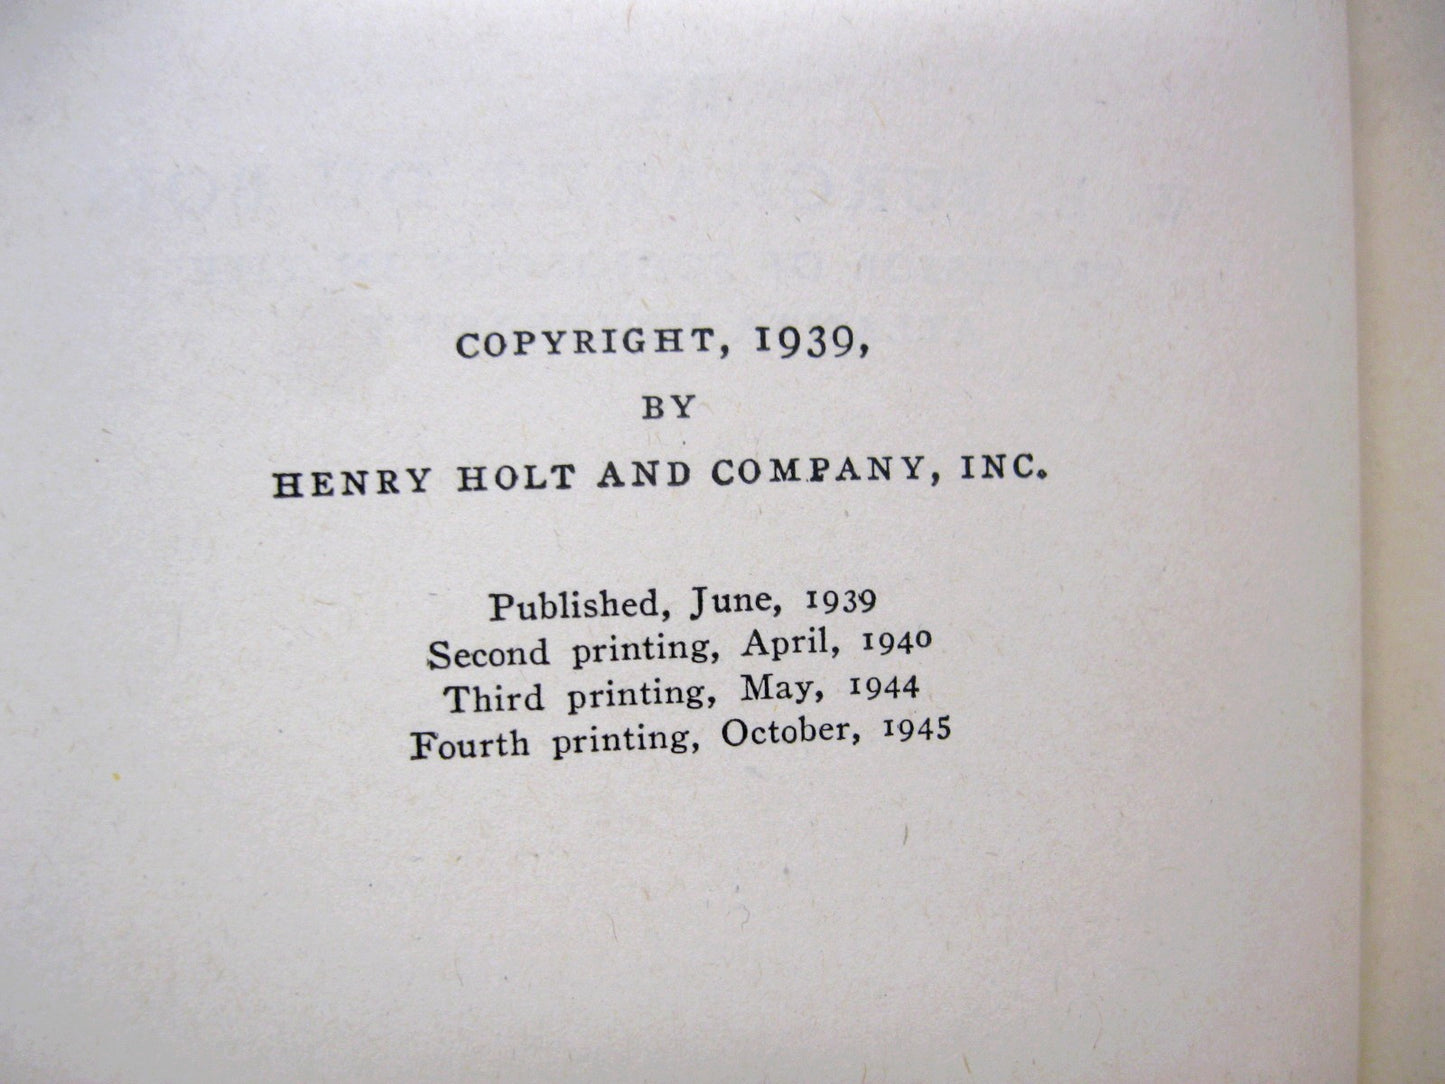 COPYRIGHT, 1939,
BY
HENRY HOLT AND COMPANY, INC.
Published, June, 1939
Second printing, April, 1940
Third printing, May, 1944
Fourth printing, October, 1945